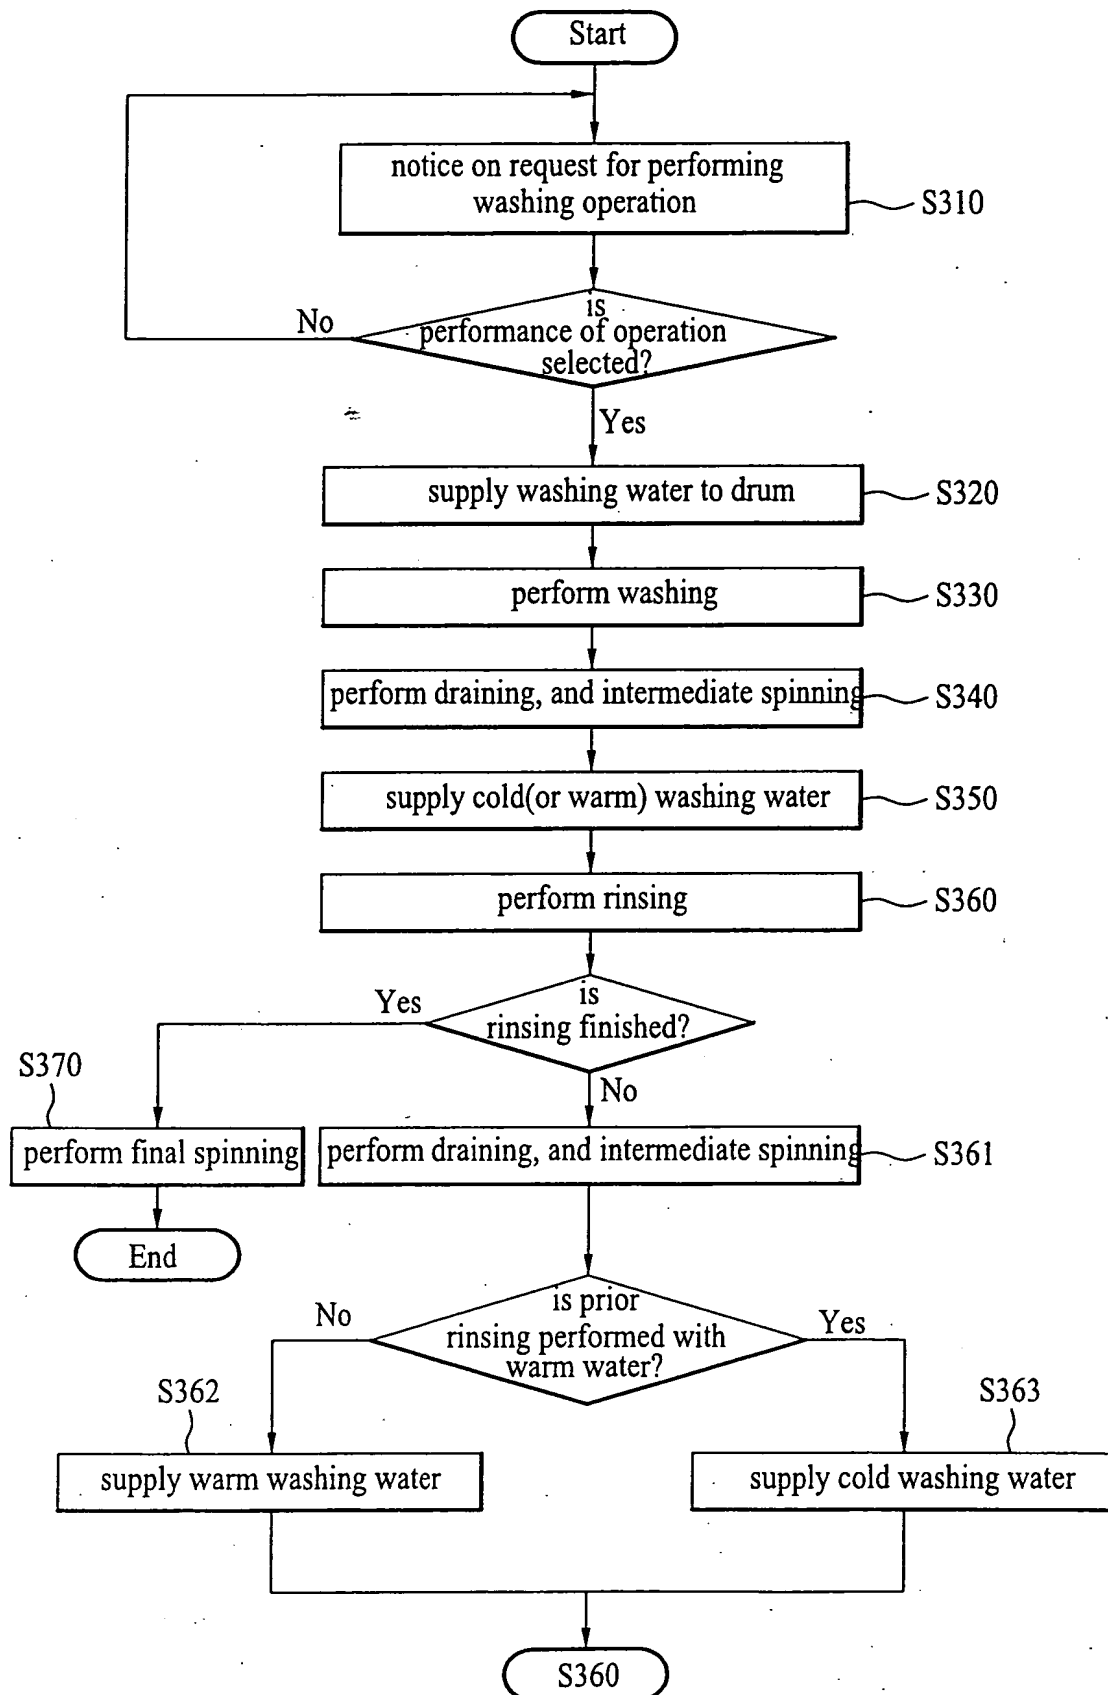 Start
notice on request for performing
washing operation
S310
is
performance of operation
selected?
No
Yes
supply washing water to drum
S320
perform washing
S330
perform draining, and intermediate spinning
S340
supply cold(or warm) washing water
S350
perform rinsing
S360
is
rinsing finished?
Yes
No
S370
perform final spinning
End
perform draining, and intermediate spinning
S361
is prior
rinsing performed with
warm water?
No
Yes
S362
supply warm washing water
S363
supply cold washing water
S360